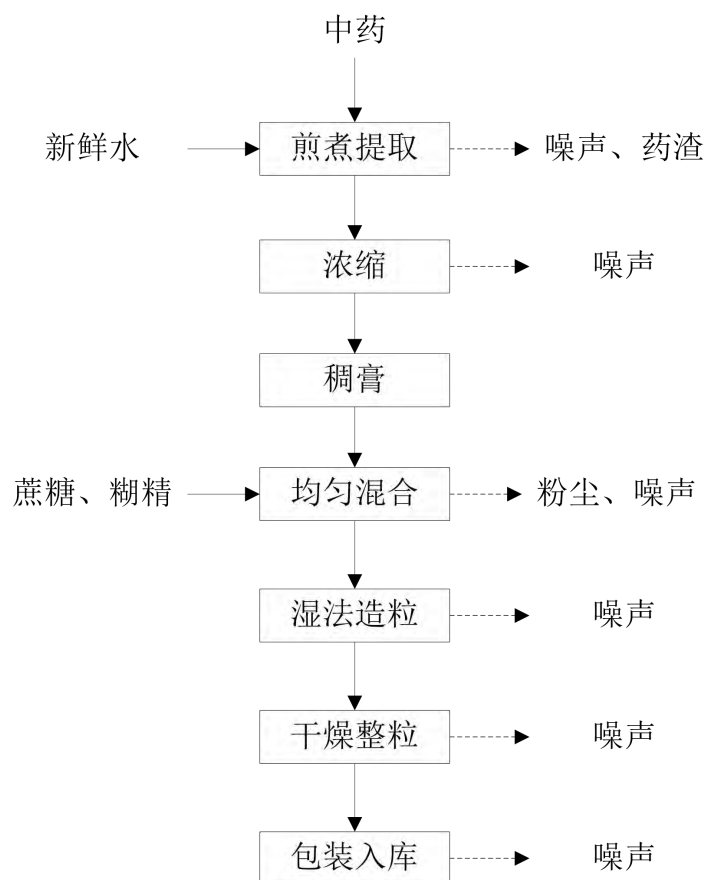 中药
新鲜水 煎煮提取 噪声、药渣
浓缩 噪声
稠膏
蔗糖、糊精 均匀混合 粉尘、噪声
湿法造粒 噪声
干燥整粒 噪声
包装入库 噪声